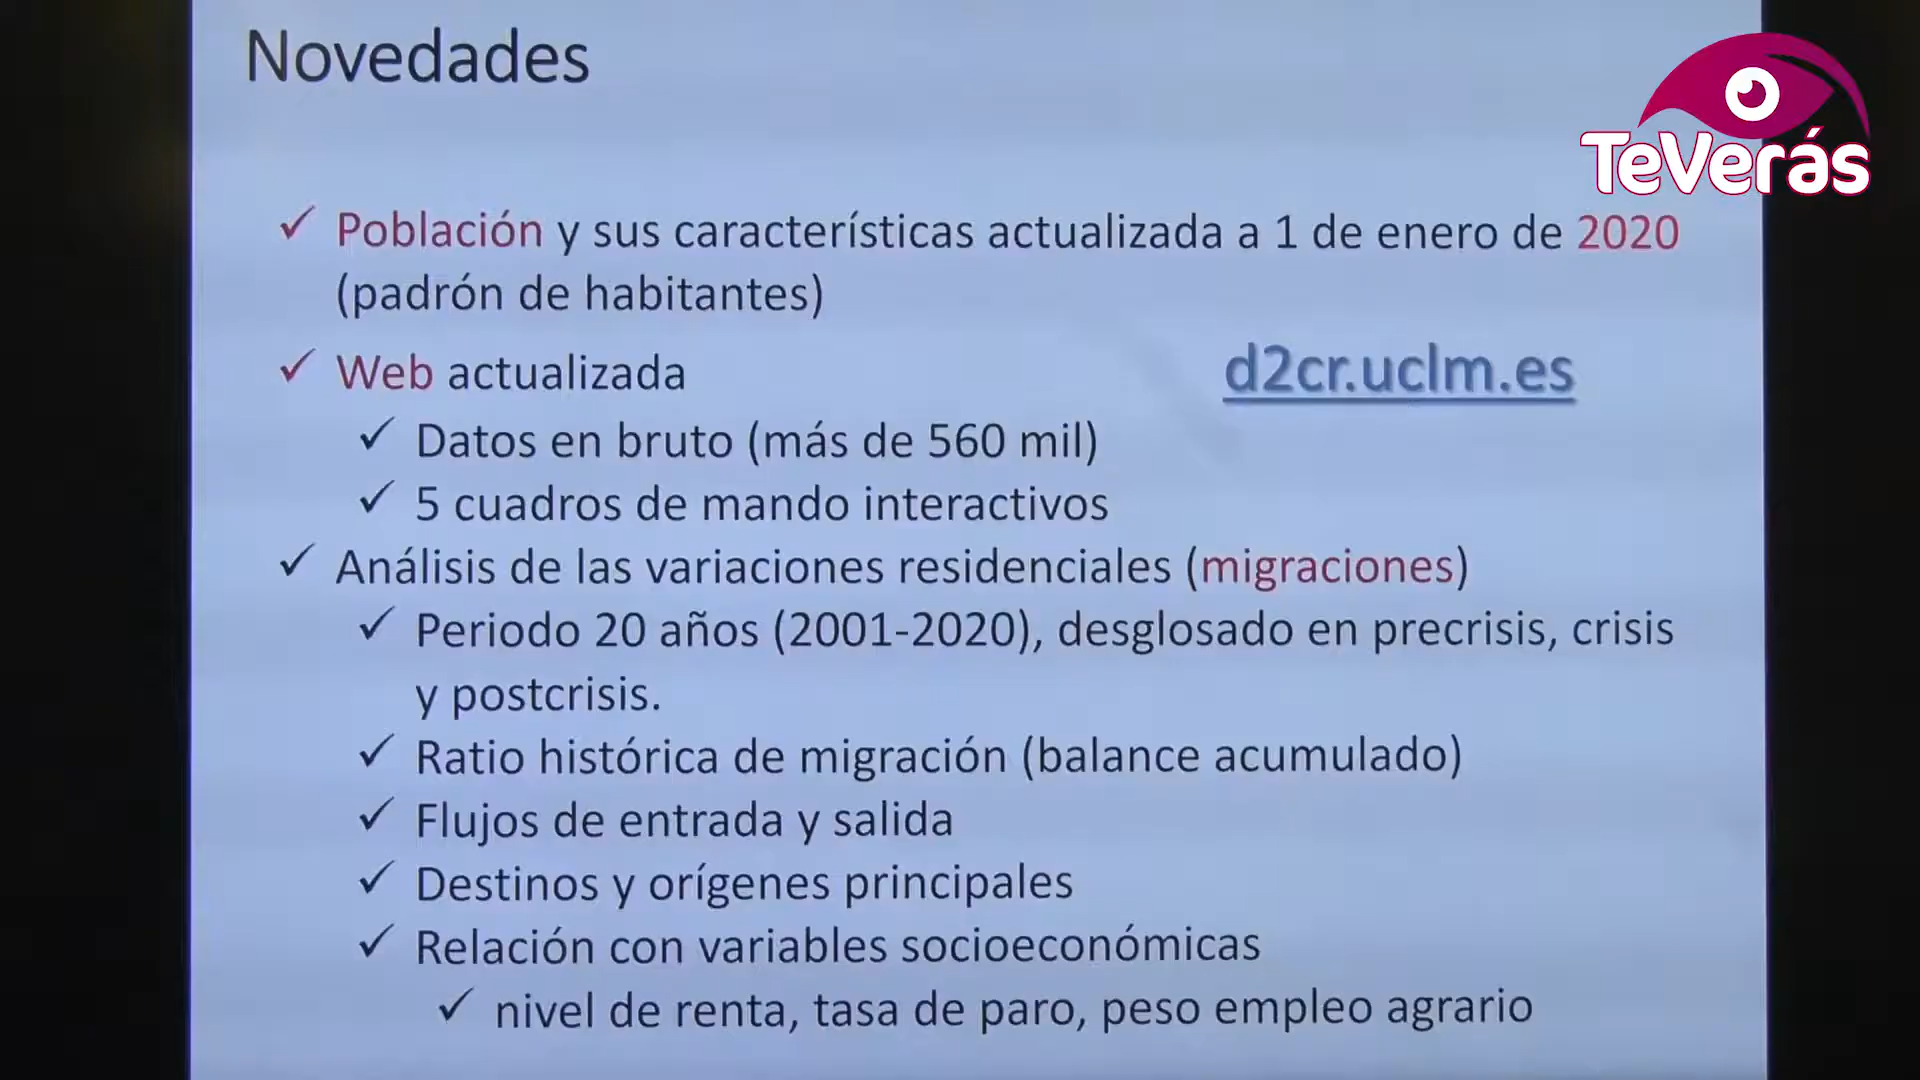 Novedades
TeVerás
✓ Población y sus características actualizada a 1 de enero de 2020
(padrón de habitantes)
✓ Web actualizada
d2cr.uclm.es
✓ Datos en bruto (más de 560 mil)
✓ 5 cuadros de mando interactivos
✓ Análisis de las variaciones residenciales (migraciones)
✓ Periodo 20 años (2001-2020), desglosado en precrisis, crisis
y postcrisis.
✓ Ratio histórica de migración (balance acumulado)
✓ Flujos de entrada y salida
✓ Destinos y orígenes principales
✓ Relación con variables socioeconómicas
✓ nivel de renta, tasa de paro, peso empleo agrario